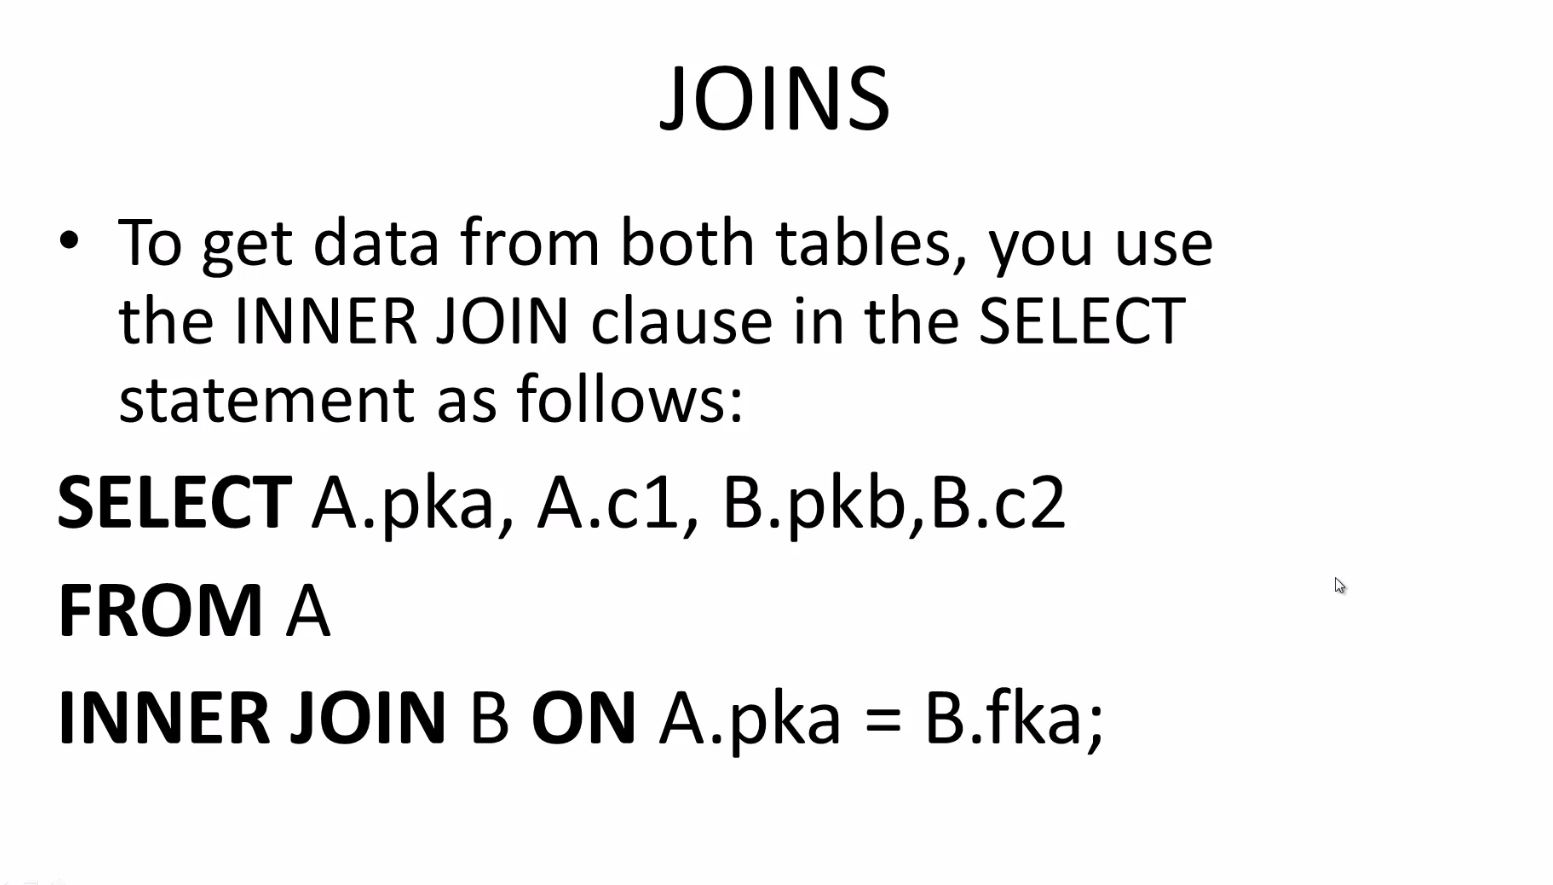 JOINS
• To get data from both tables, you use
the INNER JOIN clause in the SELECT
statement as follows:
SELECT A.pka, A.c1, B.pkb,B.c2
FROM A
INNER JOIN B ON A.pka = B.fka;